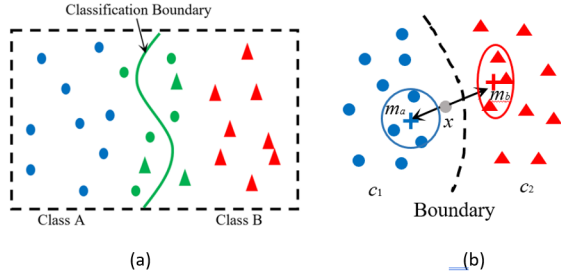 Classification Boundary
Class A
Class B
(a)
mₐ
m_b
x
c₁
c₂
Boundary
(b)